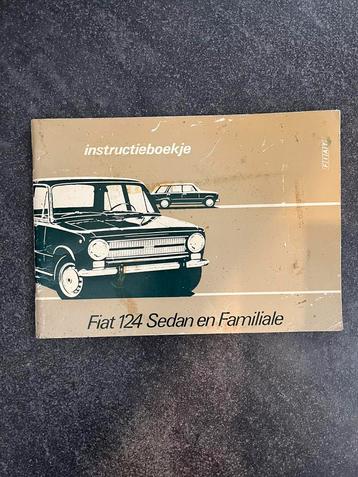 instructieboekje
FIAT
Fiat 124 Sedan en Familiale